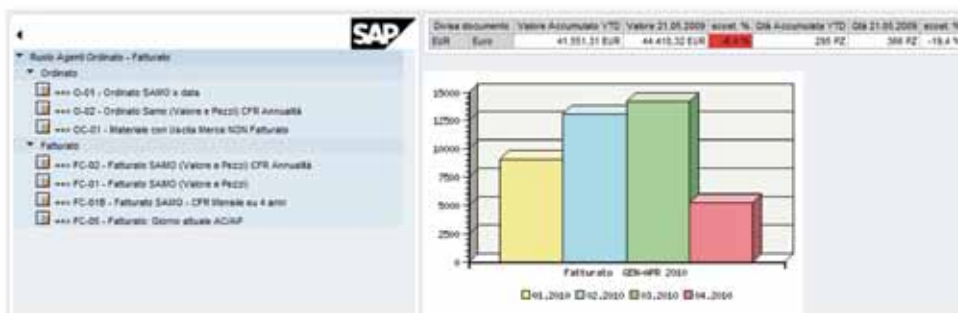 SAP
Ruolo Agenti Ordinato - Fatturato
Ordinato
O-01 - Ordinato SAMO x data
O-02 - Ordinato Samo (Valore e Pezzi) CFR Annualità
OC-01 - Materiale con Uscita Merce NON Fatturato
Fatturato
FC-02 - Fatturato SAMO (Valore e Pezzi) CFR Annualità
FC-01 - Fatturato SAMO (Valore e Pezzi)
FC-01B - Fatturato SAMO - CFR Mensile su 4 anni
FC-05 - Fatturato: Giorno attuale AC/AP
Divisa documento Valore Accumulato YTD Valore 21.05.2009 scost. % Qtà Accumulata YTD Qtà 21.05.2009 scost. %
EUR Euro 41.551,31 EUR 44.410,32 EUR 295 PZ 366 PZ -19,4 %
15000
12500
10000
7500
5000
2500
0
Fatturato GEN-APR 2010
01.2010 02.2010 03.2010 04.2010